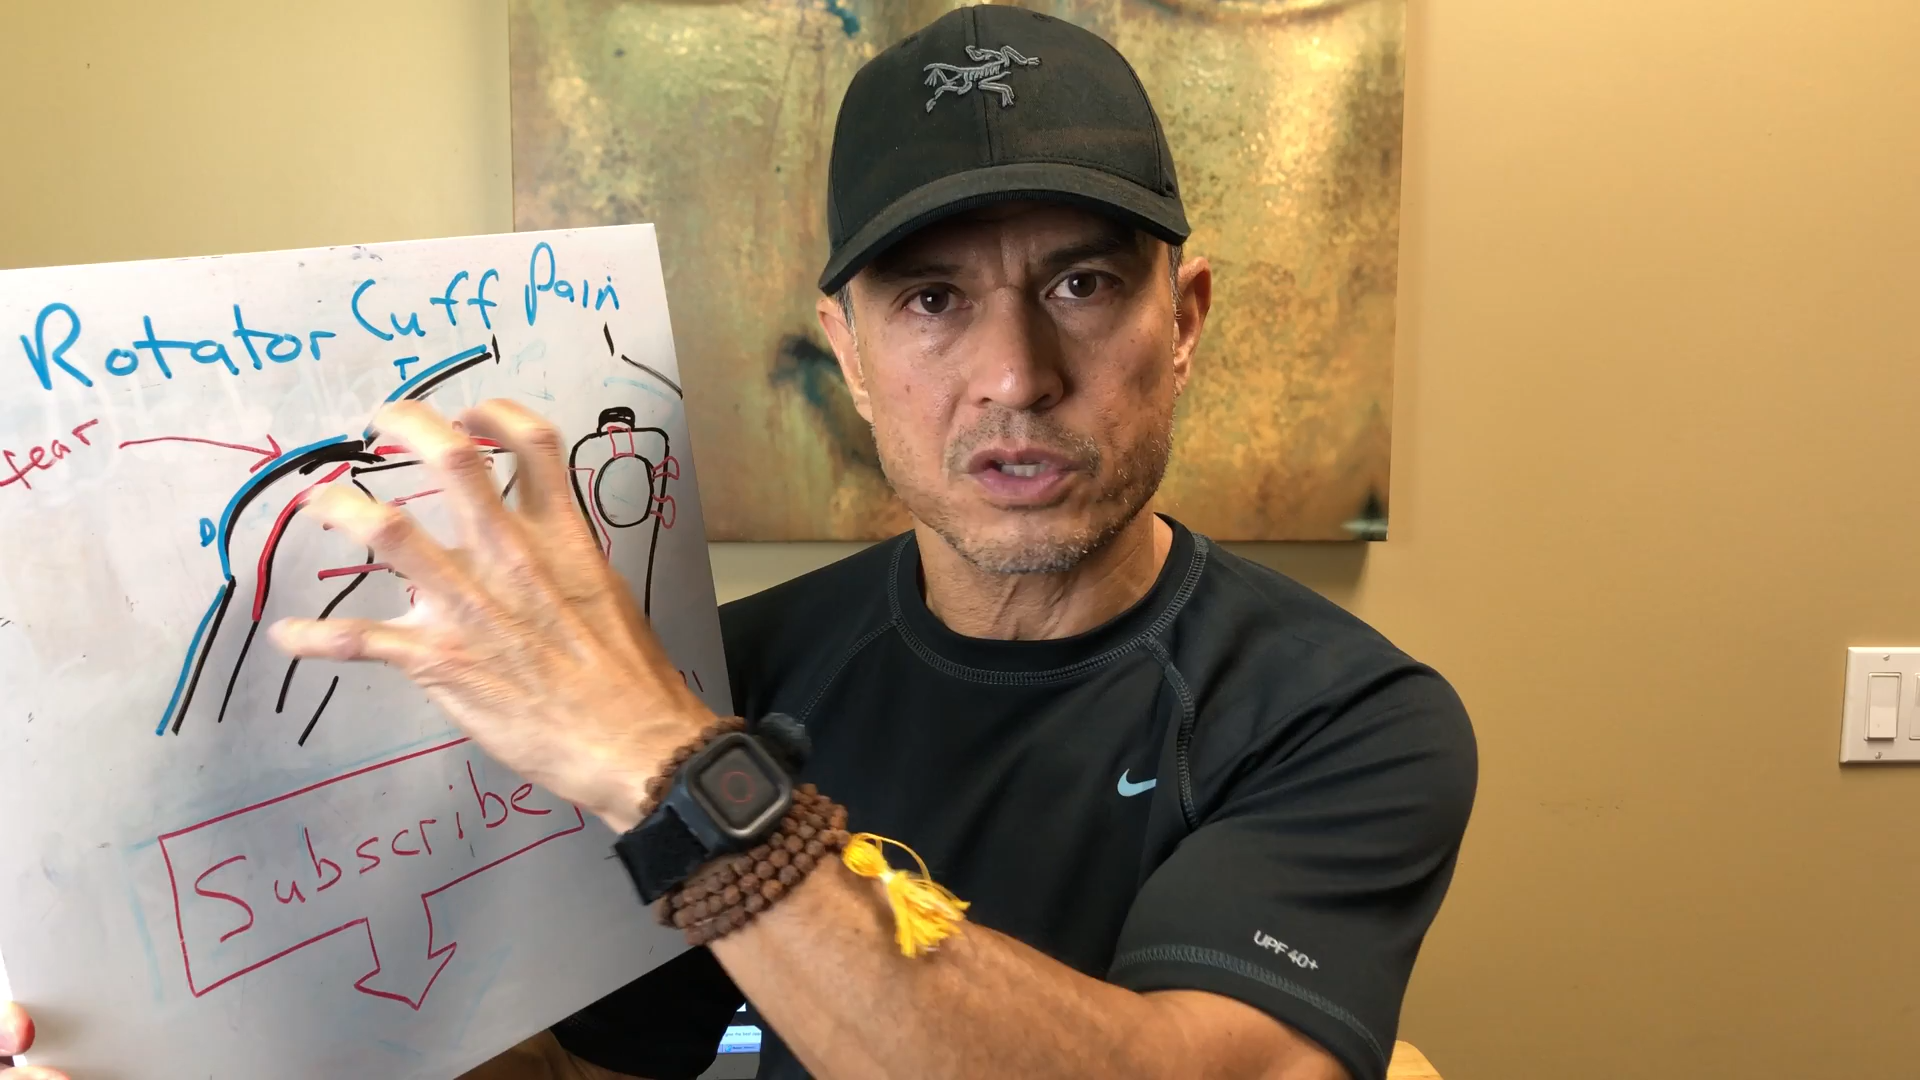 Rotator Cuff Pain
T
tear
D
Subscribe
UPF 40+